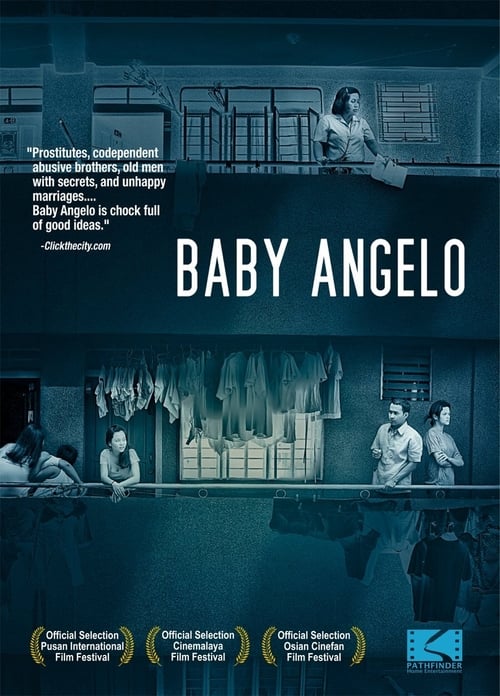 "Prostitutes, codependent
abusive brothers, old men
with secrets, and unhappy
marriages....
Baby Angelo is chock full
of good ideas."
-Clickthecity.com
BABY ANGELO
Official Selection
Pusan International
Film Festival
Official Selection
Cinemalaya
Film Festival
Official Selection
Osian Cinefan
Film Festival
PATHFINDER
Home Entertainment